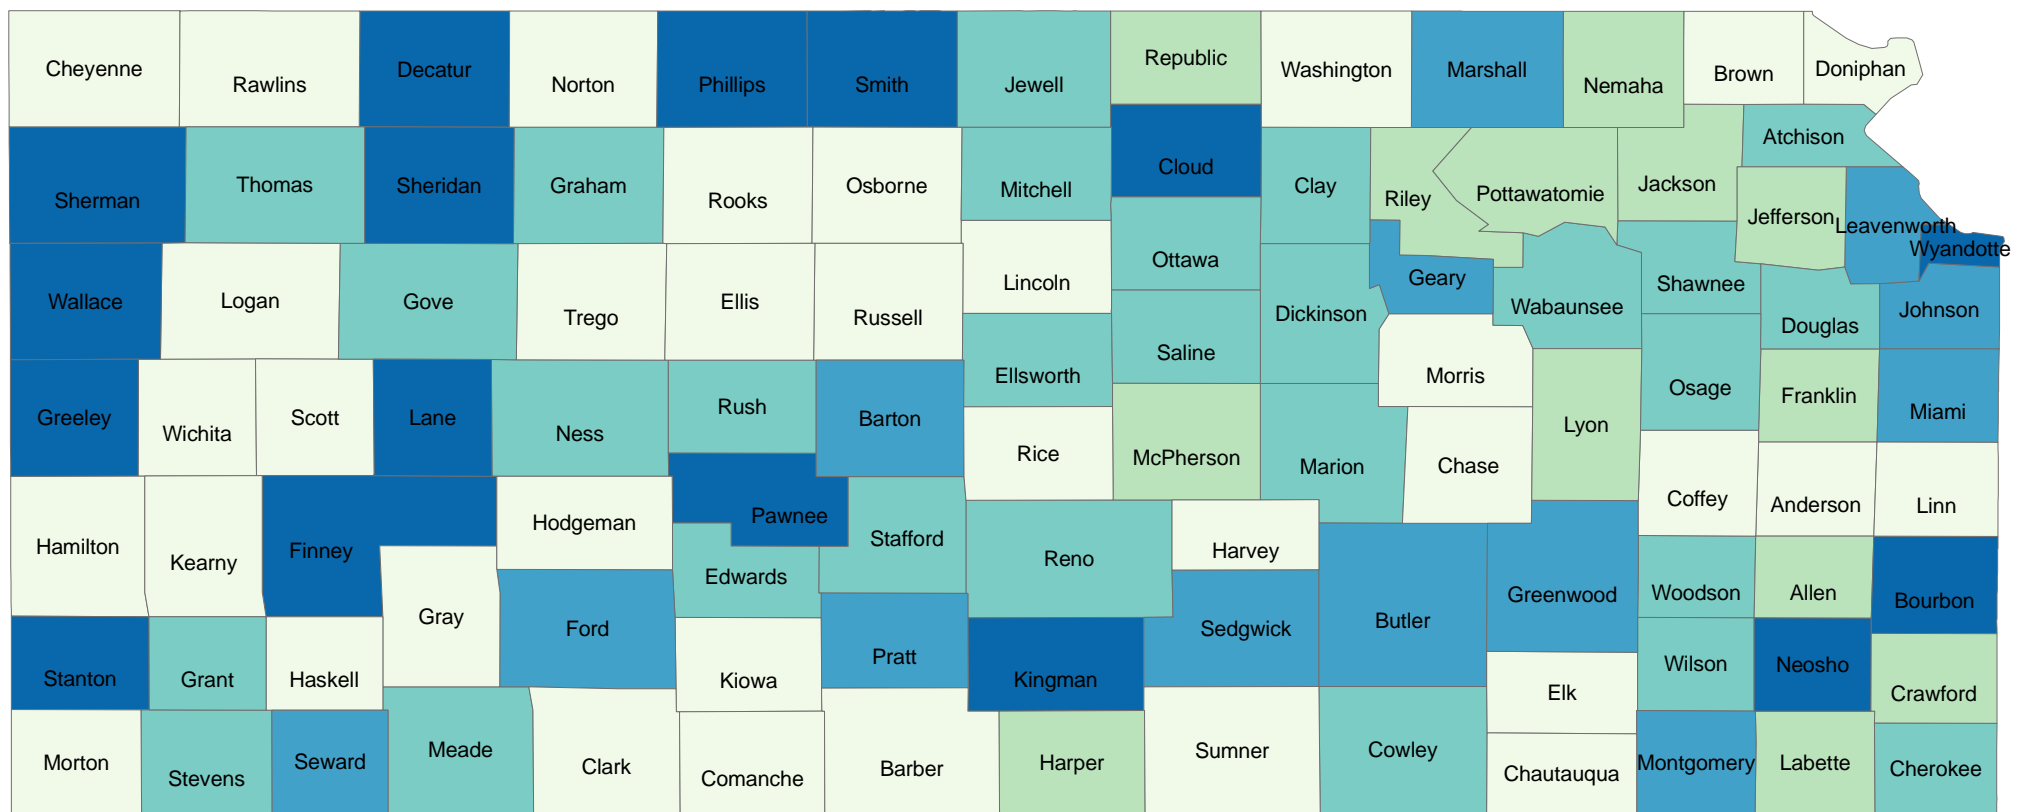 Cheyenne
Rawlins
Decatur
Norton
Phillips
Smith
Jewell
Republic
Washington
Marshall
Nemaha
Brown
Doniphan
Sherman
Thomas
Sheridan
Graham
Rooks
Osborne
Mitchell
Cloud
Clay
Riley
Pottawatomie
Jackson
Atchison
Jefferson
Leavenworth
Wyandotte
Wallace
Logan
Gove
Trego
Ellis
Russell
Lincoln
Ottawa
Dickinson
Geary
Wabaunsee
Shawnee
Douglas
Johnson
Greeley
Wichita
Scott
Lane
Ness
Rush
Barton
Ellsworth
Saline
Morris
Osage
Franklin
Miami
Rice
McPherson
Marion
Chase
Lyon
Coffey
Anderson
Linn
Hamilton
Kearny
Finney
Hodgeman
Pawnee
Stafford
Reno
Harvey
Gray
Ford
Edwards
Butler
Greenwood
Woodson
Allen
Bourbon
Stanton
Grant
Haskell
Kiowa
Pratt
Kingman
Sedgwick
Elk
Wilson
Neosho
Crawford
Morton
Stevens
Seward
Meade
Clark
Comanche
Barber
Harper
Sumner
Cowley
Chautauqua
Montgomery
Labette
Cherokee